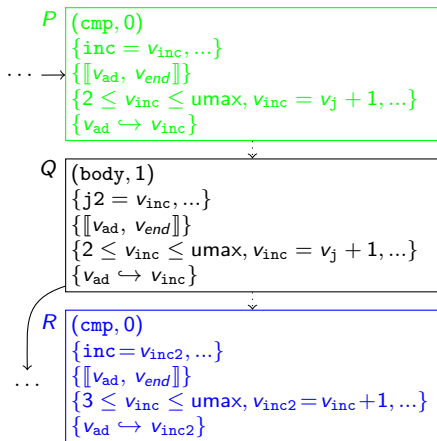 P
(cmp, 0)
{inc = v_inc, ...}
··· → {⟦v_ad, v_end⟧}
{2 ≤ v_inc ≤ umax, v_inc = v_j + 1, ...}
{v_ad ↪ v_inc}
Q
(body, 1)
{j2 = v_inc, ...}
{⟦v_ad, v_end⟧}
{2 ≤ v_inc ≤ umax, v_inc = v_j + 1, ...}
{v_ad ↪ v_inc}
R
(cmp, 0)
{inc = v_inc2, ...}
··· {⟦v_ad, v_end⟧}
{3 ≤ v_inc ≤ umax, v_inc2 = v_inc + 1, ...}
{v_ad ↪ v_inc2}